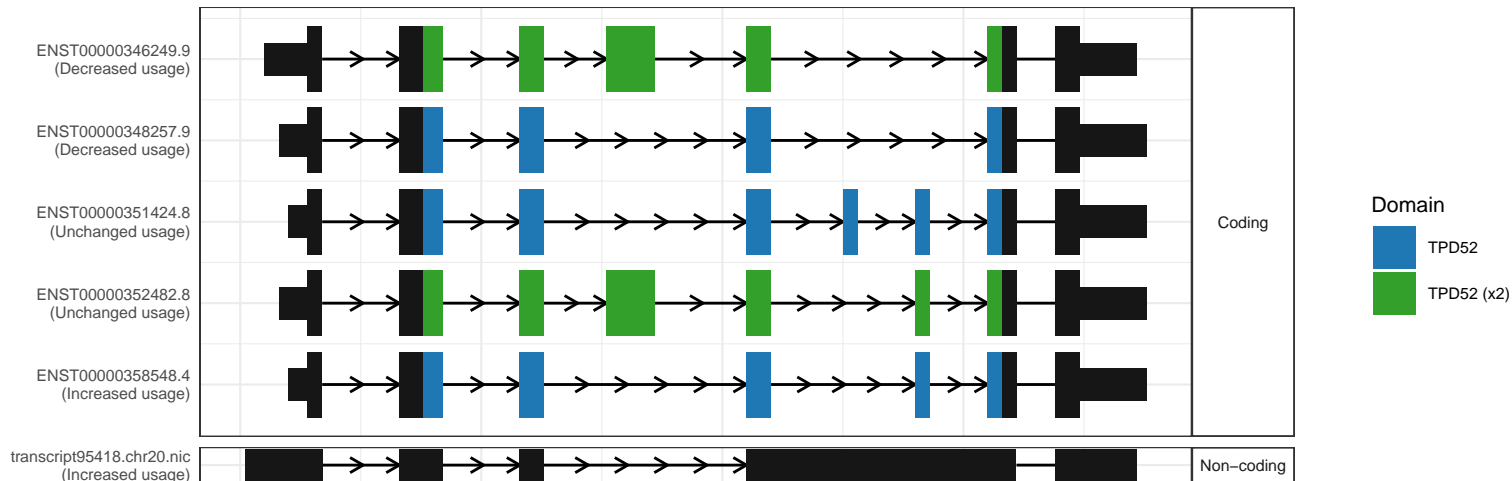 ENST00000346249.9
(Decreased usage)
ENST00000348257.9
(Decreased usage)
ENST00000351424.8
(Unchanged usage)
ENST00000352482.8
(Unchanged usage)
ENST00000358548.4
(Increased usage)
transcript95418.chr20.nic
(Increased usage)
Coding
Non−coding
Domain
TPD52
TPD52 (x2)